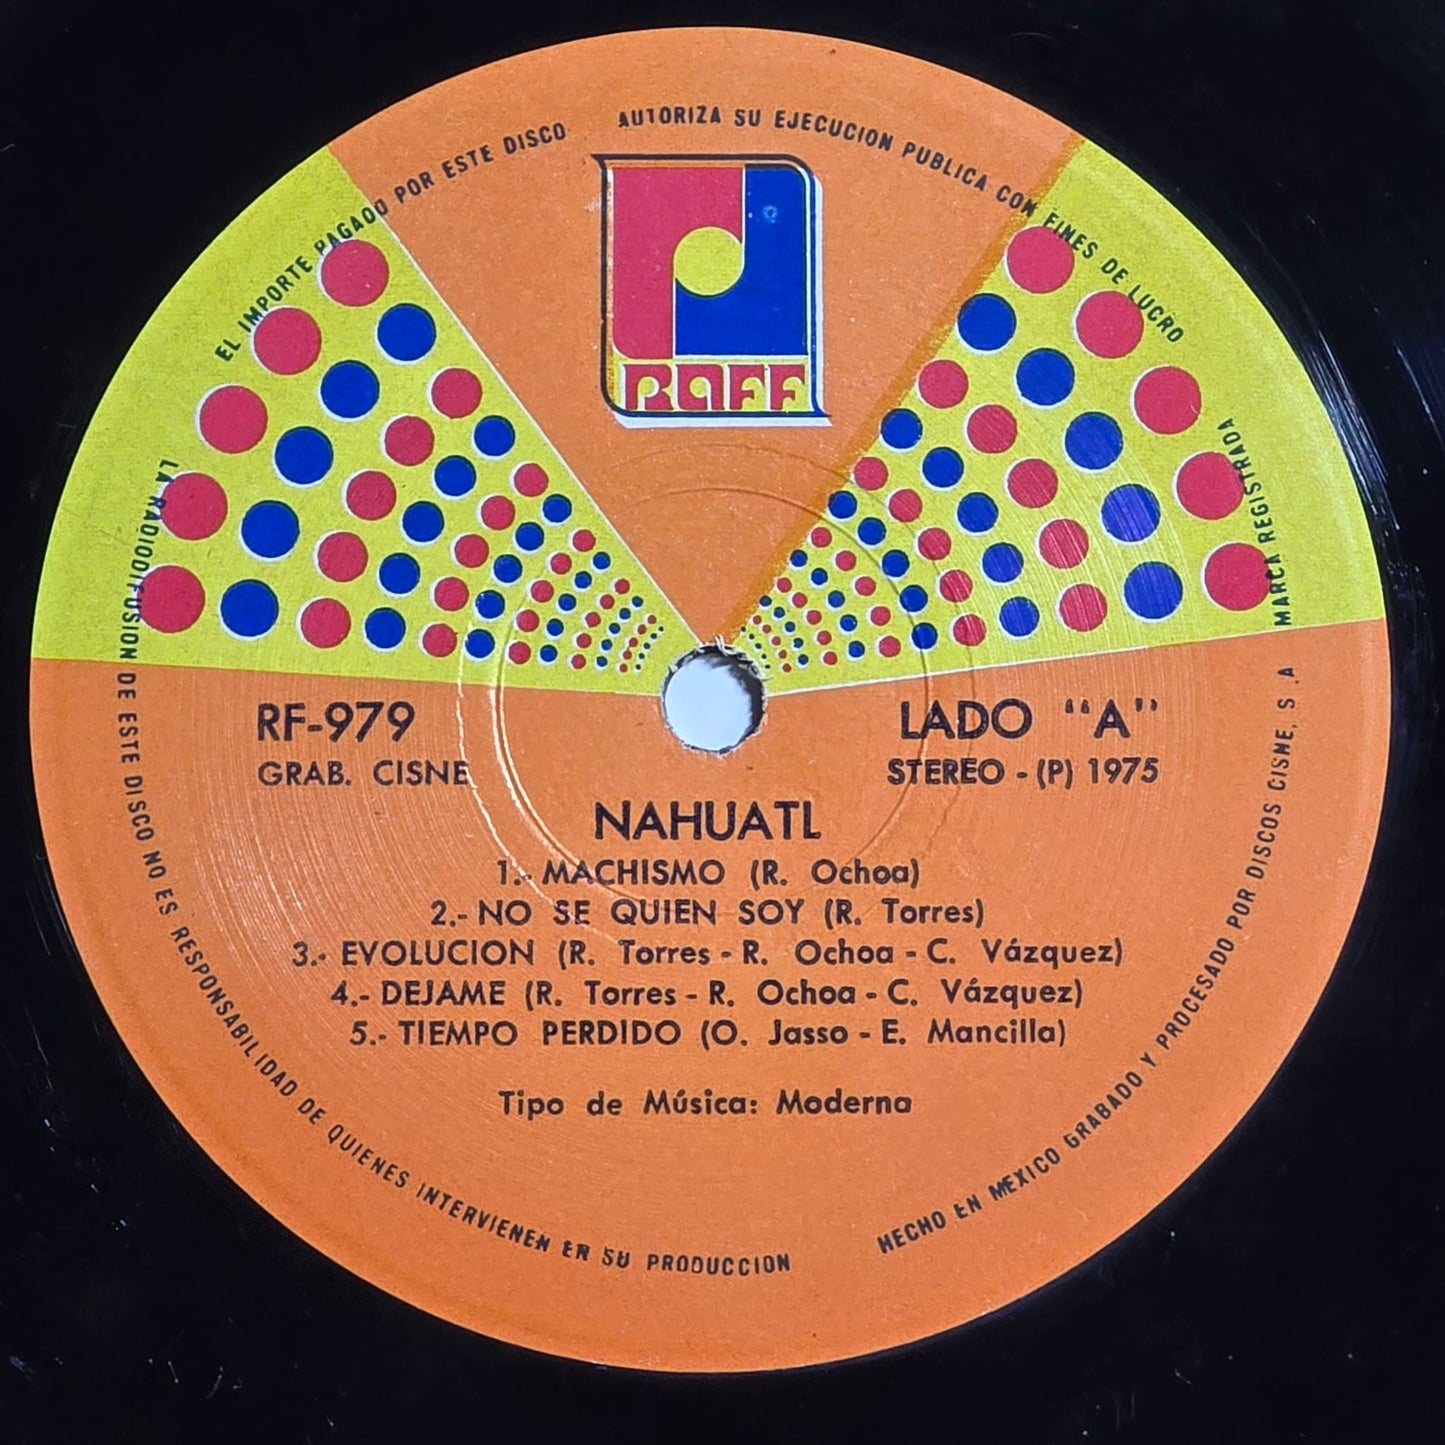 EL IMPORTE PAGADO POR ESTE DISCO AUTORIZA SU EJECUCION PUBLICA CON FINES DE LUCRO
RAFF
MARCA REGISTRADA
RF-979
LADO "A"
GRAB. CISNE
STEREO - (P) 1975
NAHUATL
1.- MACHISMO (R. Ochoa)
2.- NO SE QUIEN SOY (R. Torres)
3.- EVOLUCION (R. Torres - R. Ochoa - C. Vázquez)
4.- DEJAME (R. Torres - R. Ochoa - C. Vázquez)
5.- TIEMPO PERDIDO (O. Jasso - E. Mancilla)
Tipo de Música: Moderna
LA RADIODIFUSION DE ESTE DISCO NO ES RESPONSABILIDAD DE QUIENES INTERVIENEN EN SU PRODUCCION
HECHO EN MEXICO GRABADO Y PROCESADO POR DISCOS CISNE, S.A